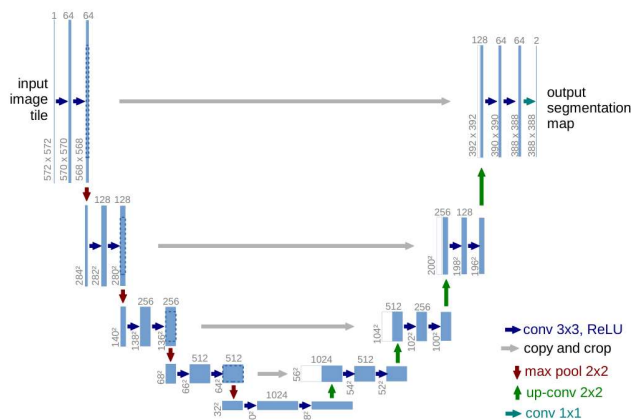 1 64 64
128 64 64 2
input
image
tile
output
segmentation
map
572 x 572
570 x 570
568 x 568
392 x 392
390 x 390
388 x 388
388 x 388
128 128
256 128
284²
282²
280²
200²
198²
196²
256 256
512 256
140²
138²
136²
104²
102²
100²
512 512
1024 512
68²
66²
64²
56²
54²
52²
1024
32²
conv 3x3, ReLU
copy and crop
max pool 2x2
up-conv 2x2
conv 1x1